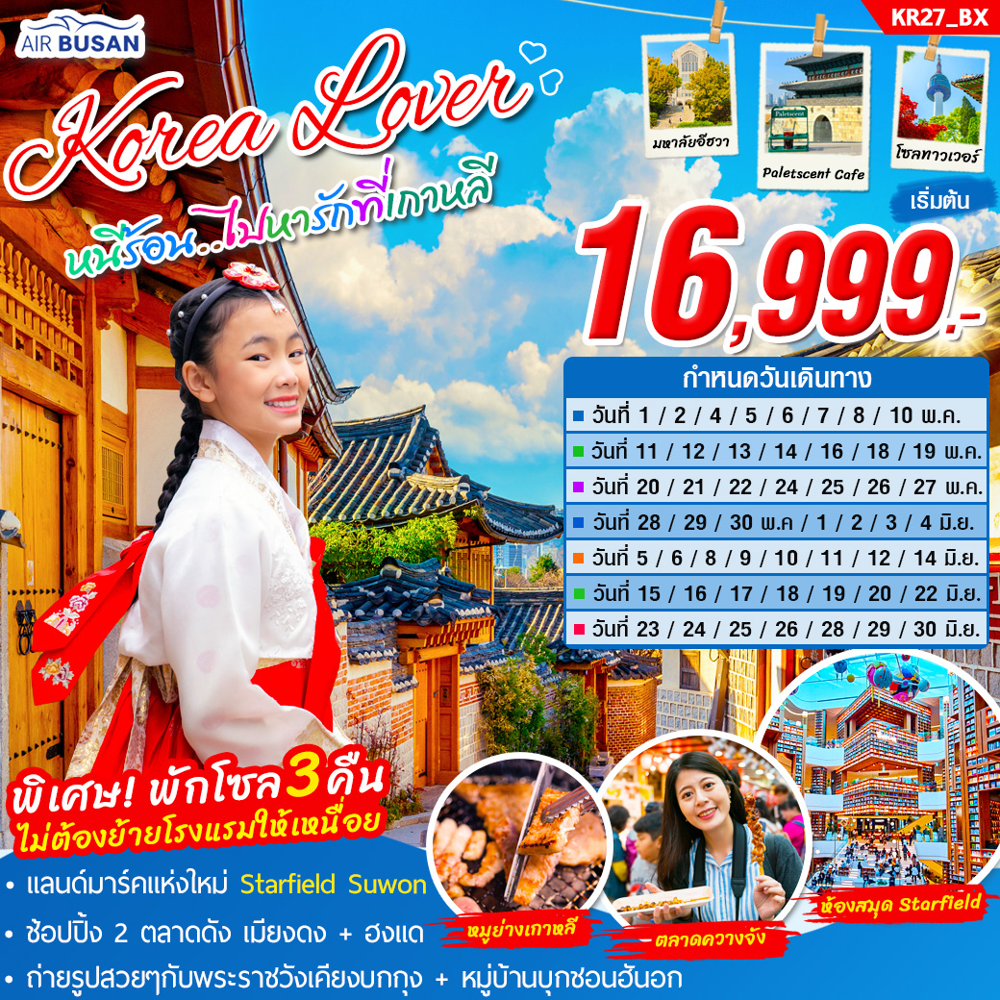 AIR BUSAN
KR27_BX
Korea Lover
หนีร้อน..ไปหารักที่เกาหลี
มหาลัยอีฮวา
Paletscent
Paletscent Cafe
โซลทาวเวอร์
เริ่มต้น
16,999.-
กำหนดวันเดินทาง
วันที่ 1 / 2 / 4 / 5 / 6 / 7 / 8 / 10 พ.ค.
วันที่ 11 / 12 / 13 / 14 / 16 / 18 / 19 พ.ค.
วันที่ 20 / 21 / 22 / 24 / 25 / 26 / 27 พ.ค.
วันที่ 28 / 29 / 30 พ.ค / 1 / 2 / 3 / 4 มิ.ย.
วันที่ 5 / 6 / 8 / 9 / 10 / 11 / 12 / 14 มิ.ย.
วันที่ 15 / 16 / 17 / 18 / 19 / 20 / 22 มิ.ย.
วันที่ 23 / 24 / 25 / 26 / 28 / 29 / 30 มิ.ย.
พิเศษ! พักโซล 3 คืน
ไม่ต้องย้ายโรงแรมให้เหนื่อย
• แลนด์มาร์คแห่งใหม่ Starfield Suwon
• ช้อปปิ้ง 2 ตลาดดัง เมียงดง + ฮงแด
• ถ่ายรูปสวยๆกับพระราชวังเคียงบกกุง + หมู่บ้านบุกชอนฮันอก
หมูย่างเกาหลี
ตลาดควางจัง
ห้องสมุด Starfield